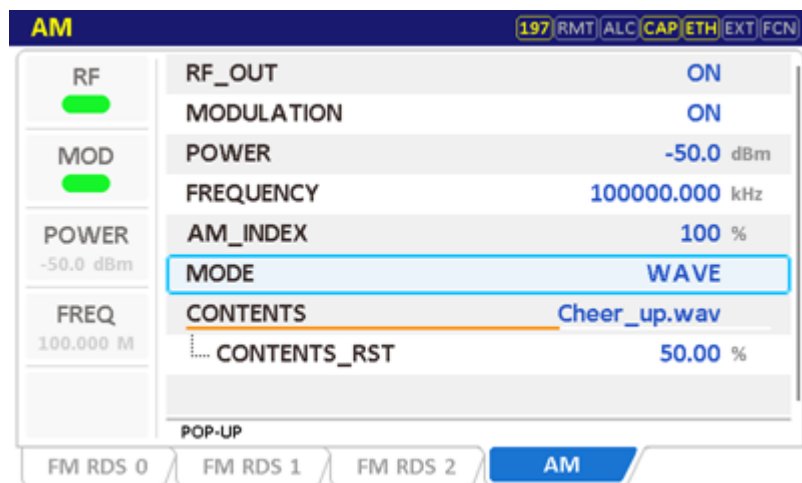 AM 197 RMT ALC CAP ETH EXT FCN
RF
MOD
POWER
-50.0 dBm
FREQ
100.000 M
RF_OUT ON
MODULATION ON
POWER -50.0 dBm
FREQUENCY 100000.000 kHz
AM_INDEX 100 %
MODE WAVE
CONTENTS Cheer_up.wav
CONTENTS_RST 50.00 %
POP-UP
FM RDS 0 FM RDS 1 FM RDS 2 AM